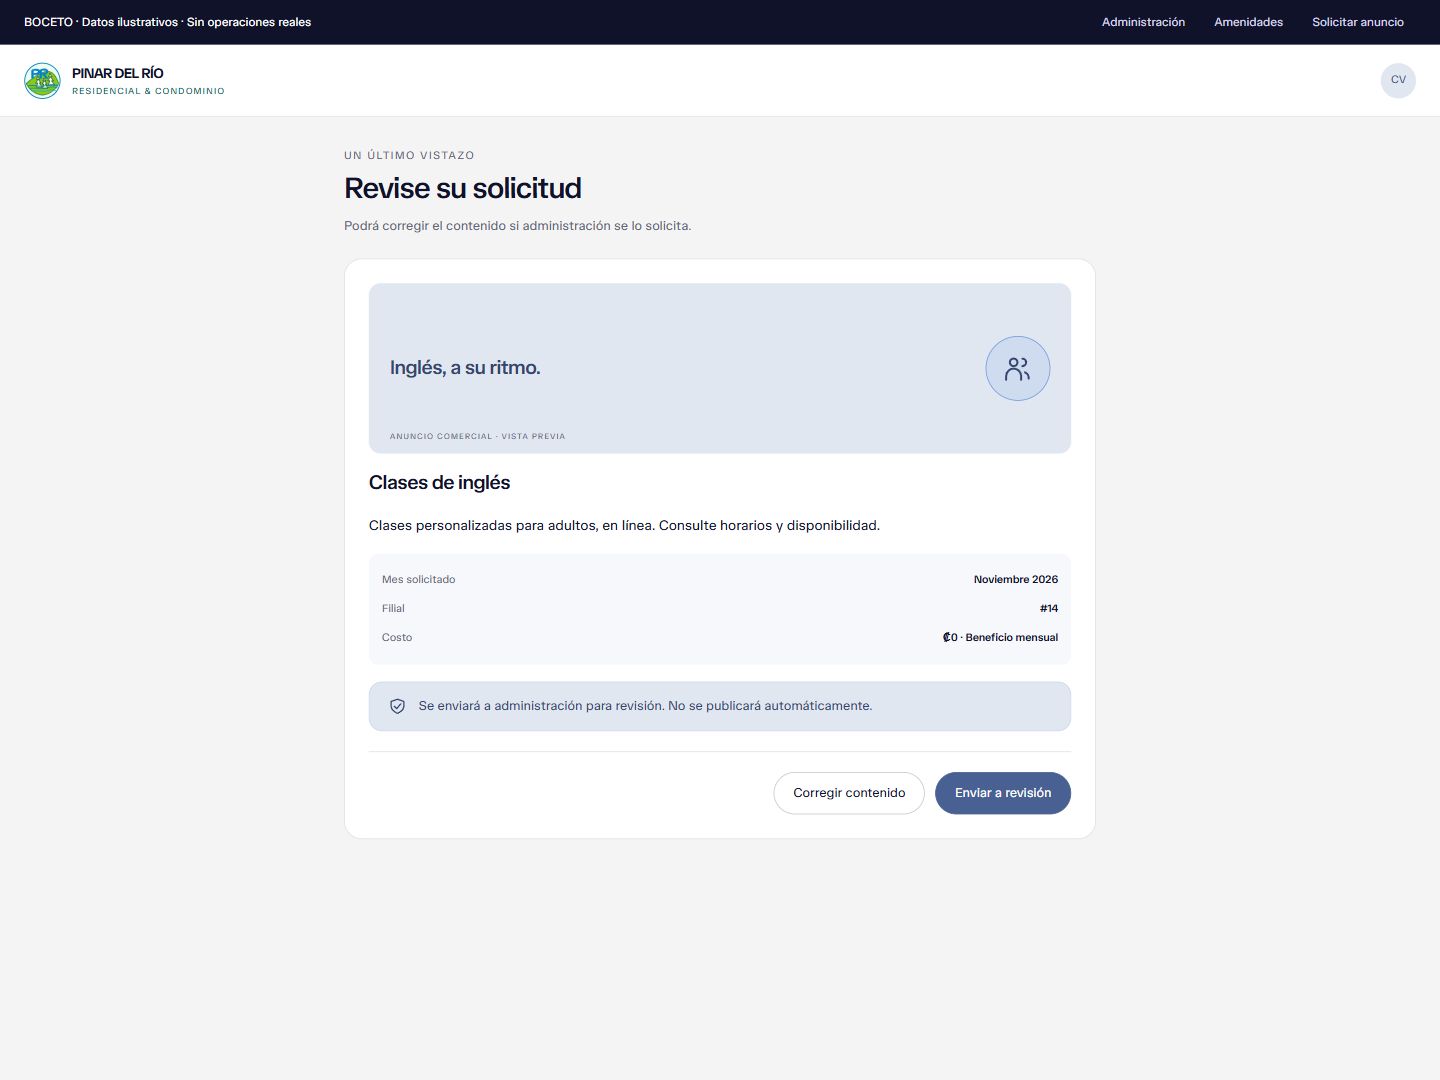 BOCETO · Datos ilustrativos · Sin operaciones reales
Administración
Amenidades
Solicitar anuncio
PINAR DEL RÍO
RESIDENCIAL & CONDOMINIO
CV
UN ÚLTIMO VISTAZO
Revise su solicitud
Podrá corregir el contenido si administración se lo solicita.
Inglés, a su ritmo.
ANUNCIO COMERCIAL · VISTA PREVIA
Clases de inglés
Clases personalizadas para adultos, en línea. Consulte horarios y disponibilidad.
Mes solicitado
Noviembre 2026
Filial
#14
Costo
₡0 · Beneficio mensual
Se enviará a administración para revisión. No se publicará automáticamente.
Corregir contenido
Enviar a revisión